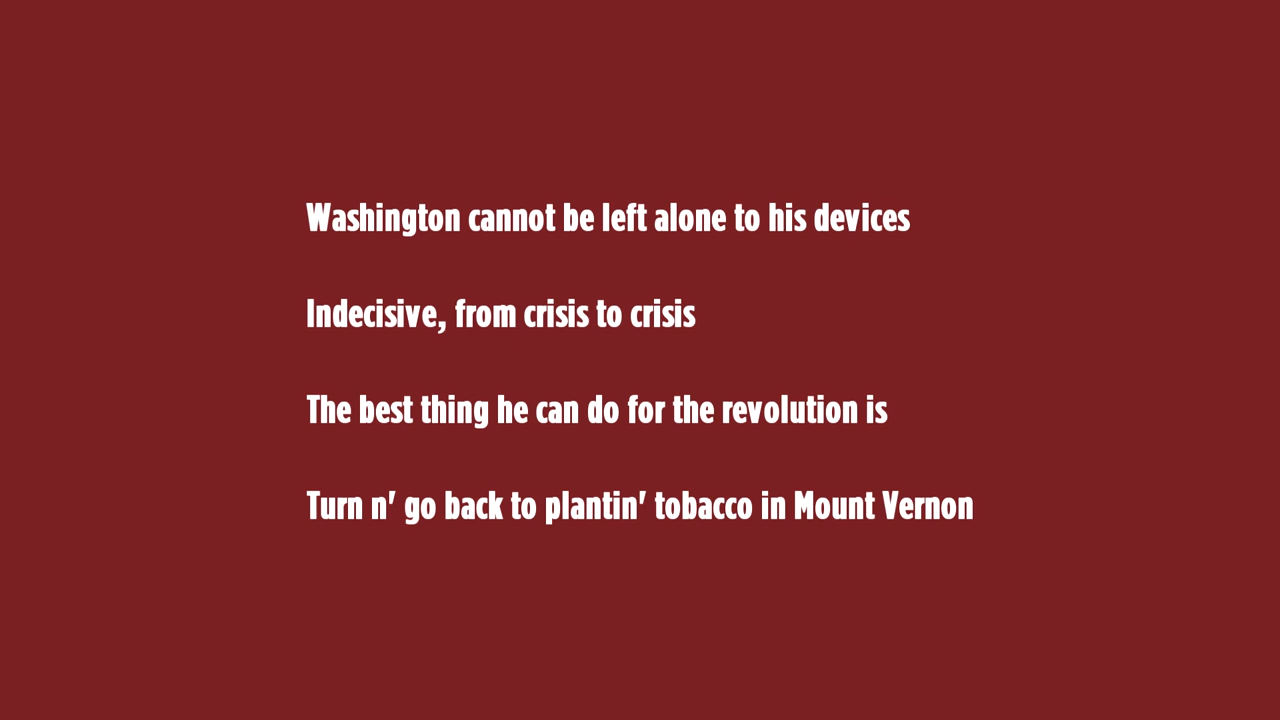 Washington cannot be left alone to his devices
Indecisive, from crisis to crisis
The best thing he can do for the revolution is
Turn n' go back to plantin' tobacco in Mount Vernon